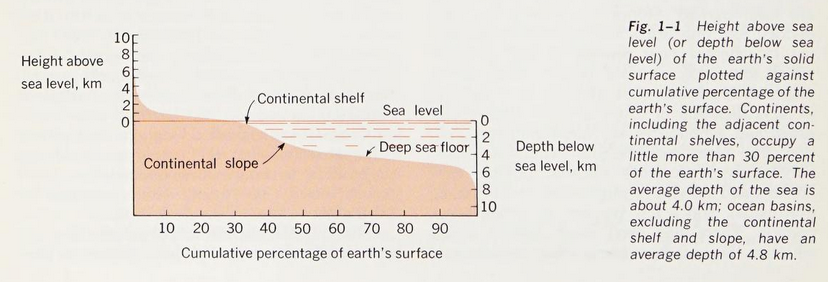 Height above
sea level, km
10
8
6
4
2
0
Continental shelf
Sea level
Continental slope
Deep sea floor
0
2
4
6
8
10
Depth below
sea level, km
10 20 30 40 50 60 70 80 90
Cumulative percentage of earth's surface
Fig. 1–1 Height above sea
level (or depth below sea
level) of the earth's solid
surface plotted against
cumulative percentage of the
earth's surface. Continents,
including the adjacent con-
tinental shelves, occupy a
little more than 30 percent
of the earth's surface. The
average depth of the sea is
about 4.0 km; ocean basins,
excluding the continental
shelf and slope, have an
average depth of 4.8 km.